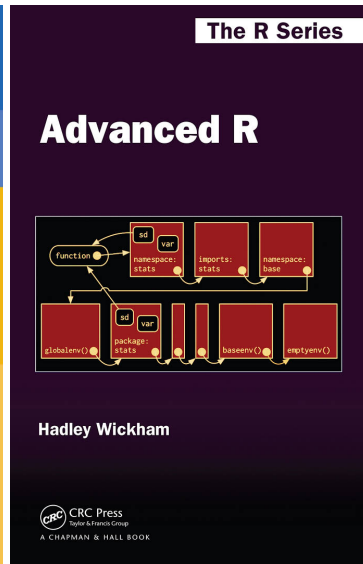 The R Series
Advanced R
sd
var
function
namespace:
stats
imports:
stats
namespace:
base
sd
var
globalenv()
package:
stats
baseenv()
emptyenv()
Hadley Wickham
CRC
CRC Press
Taylor & Francis Group
A CHAPMAN & HALL BOOK